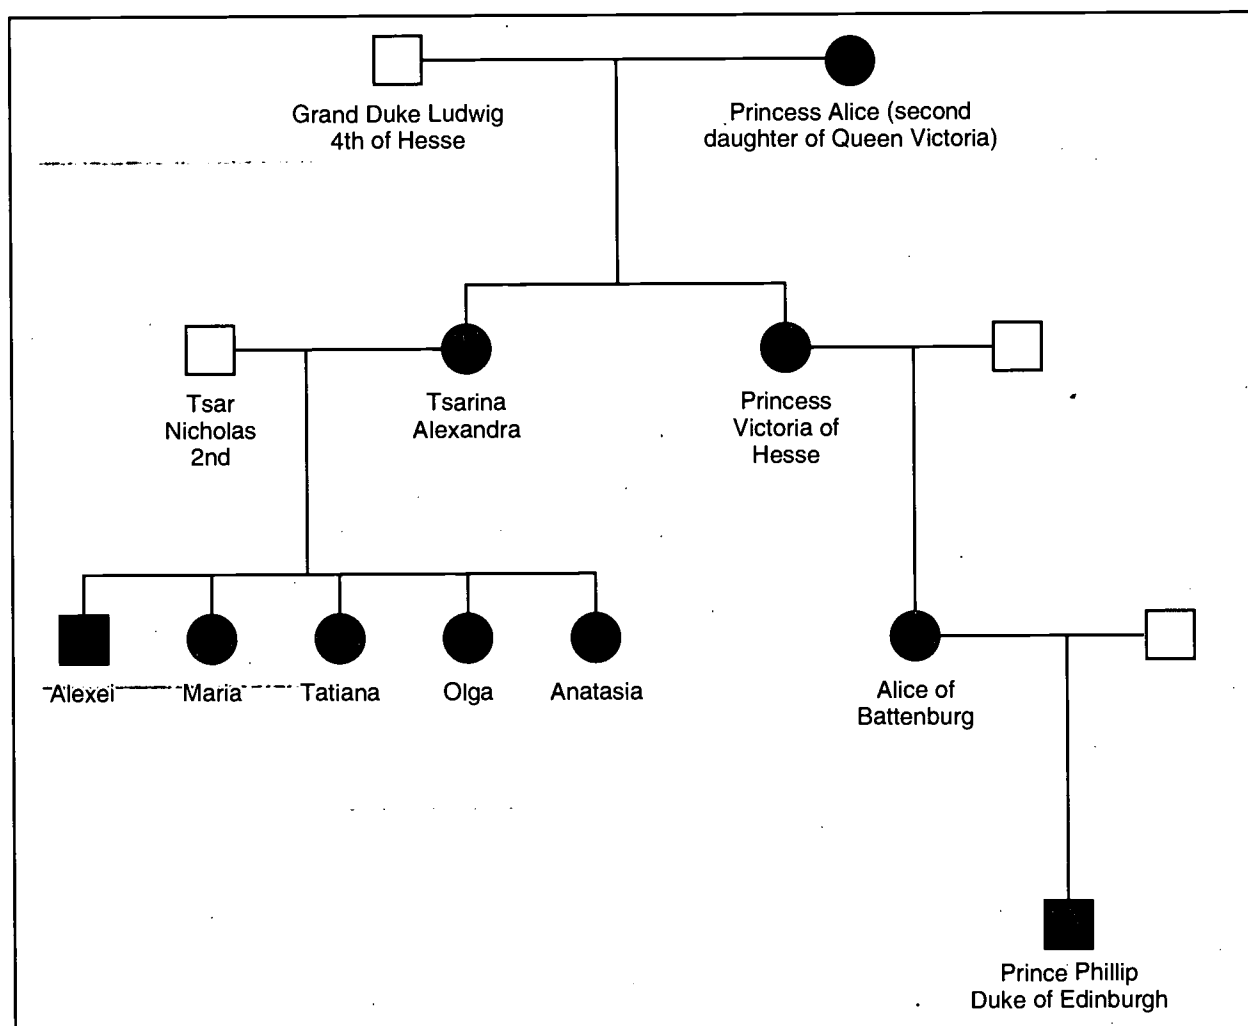 Grand Duke Ludwig
4th of Hesse
Princess Alice (second
daughter of Queen Victoria)
Tsar
Nicholas
2nd
Tsarina
Alexandra
Princess
Victoria of
Hesse
Alexei
Maria
Tatiana
Olga
Anatasia
Alice of
Battenburg
Prince Phillip
Duke of Edinburgh